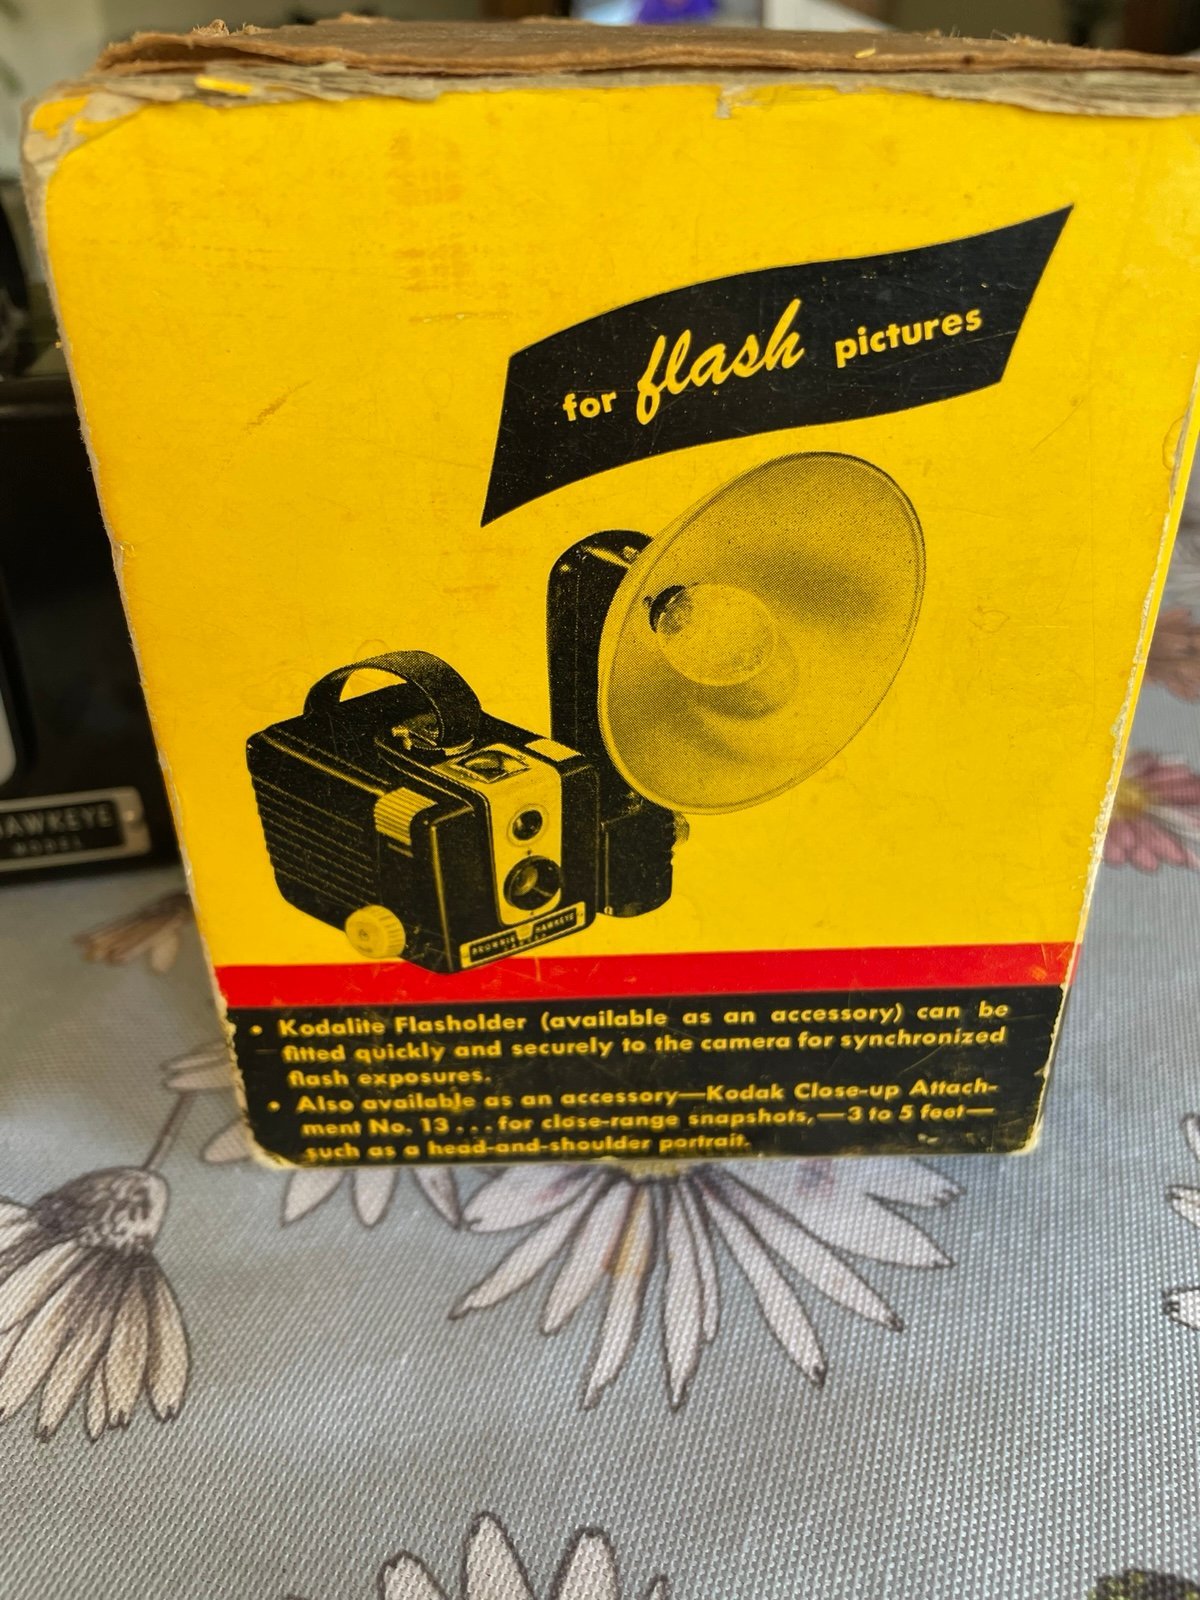 for flash pictures
BROWNIE HAWKEYE
HAWKEYE
MODEL
• Kodalite Flasholder (available as an accessory) can be
fitted quickly and securely to the camera for synchronized
flash exposures.
• Also available as an accessory—Kodak Close-up Attach-
ment No. 13 . . . for close-range snapshots,—3 to 5 feet—
such as a head-and-shoulder portrait.